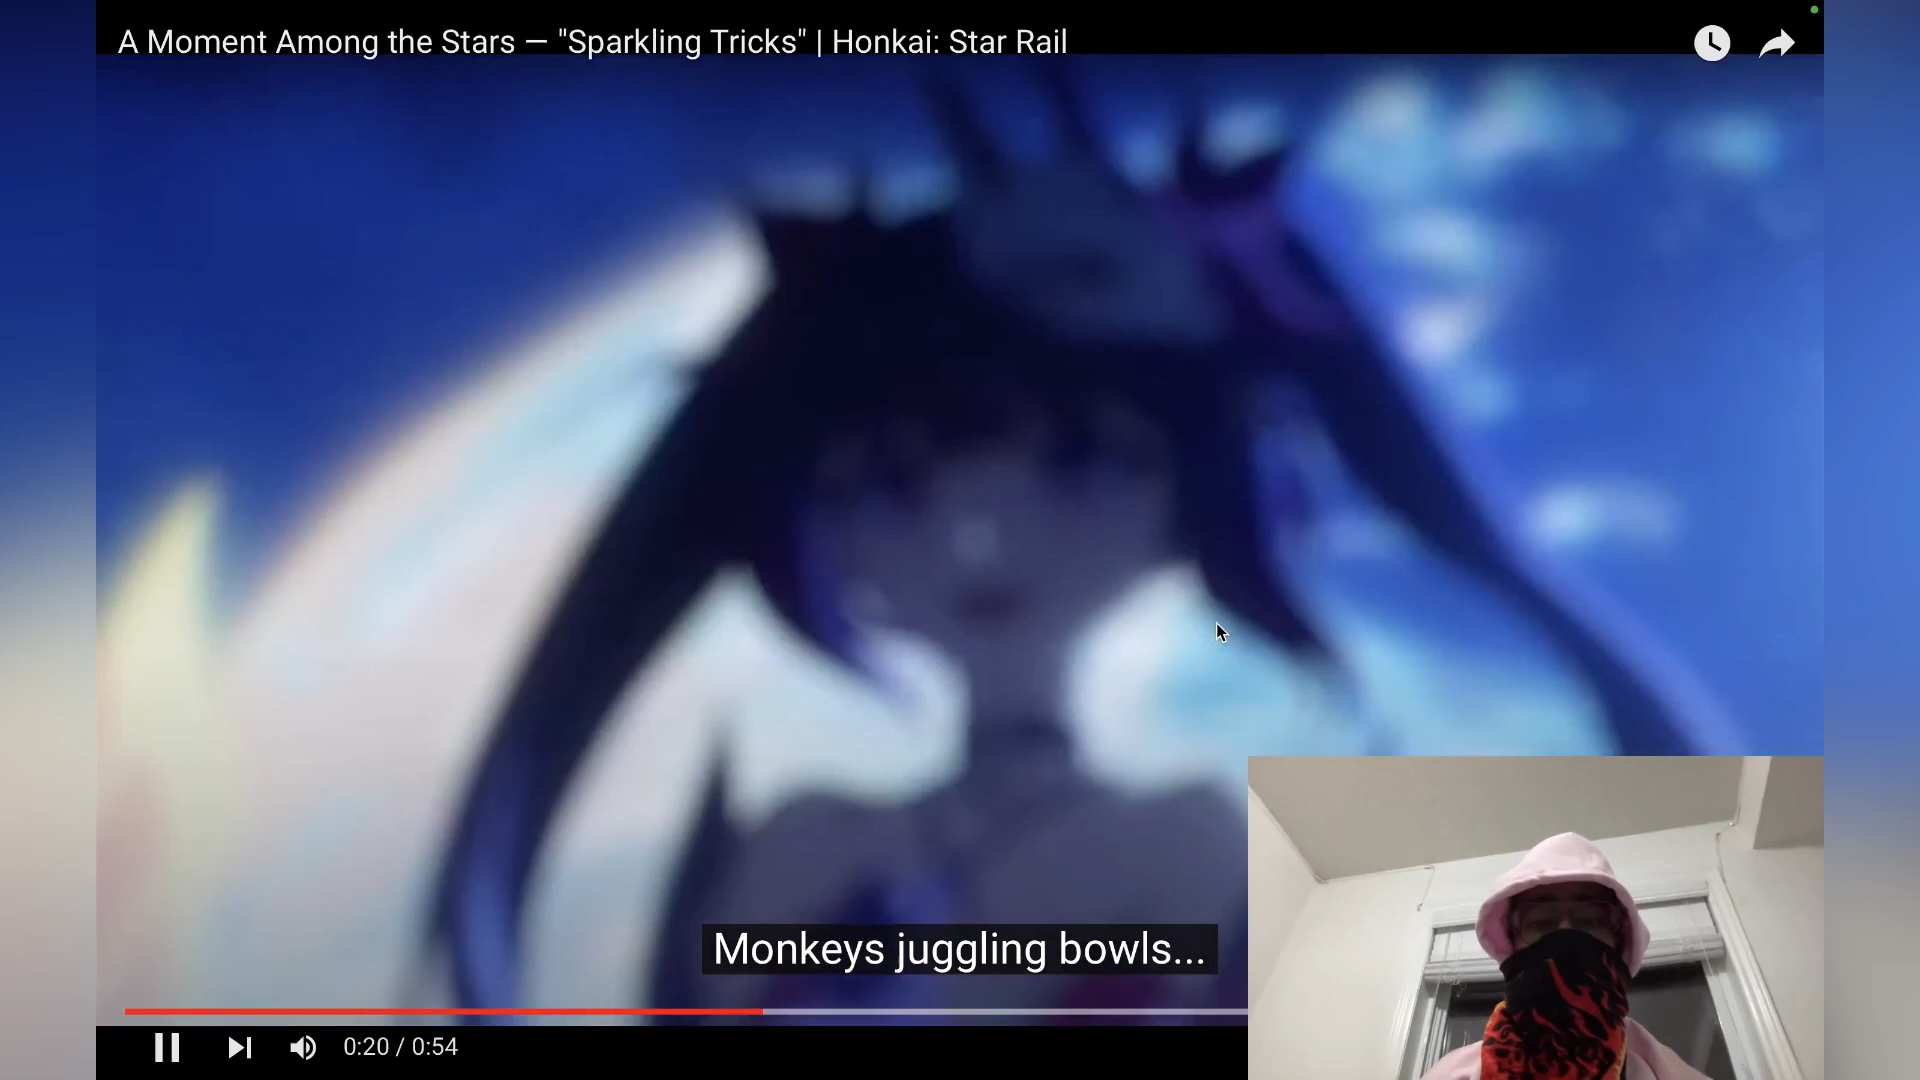 A Moment Among the Stars — "Sparkling Tricks" | Honkai: Star Rail
Monkeys juggling bowls...
0:20 / 0:54